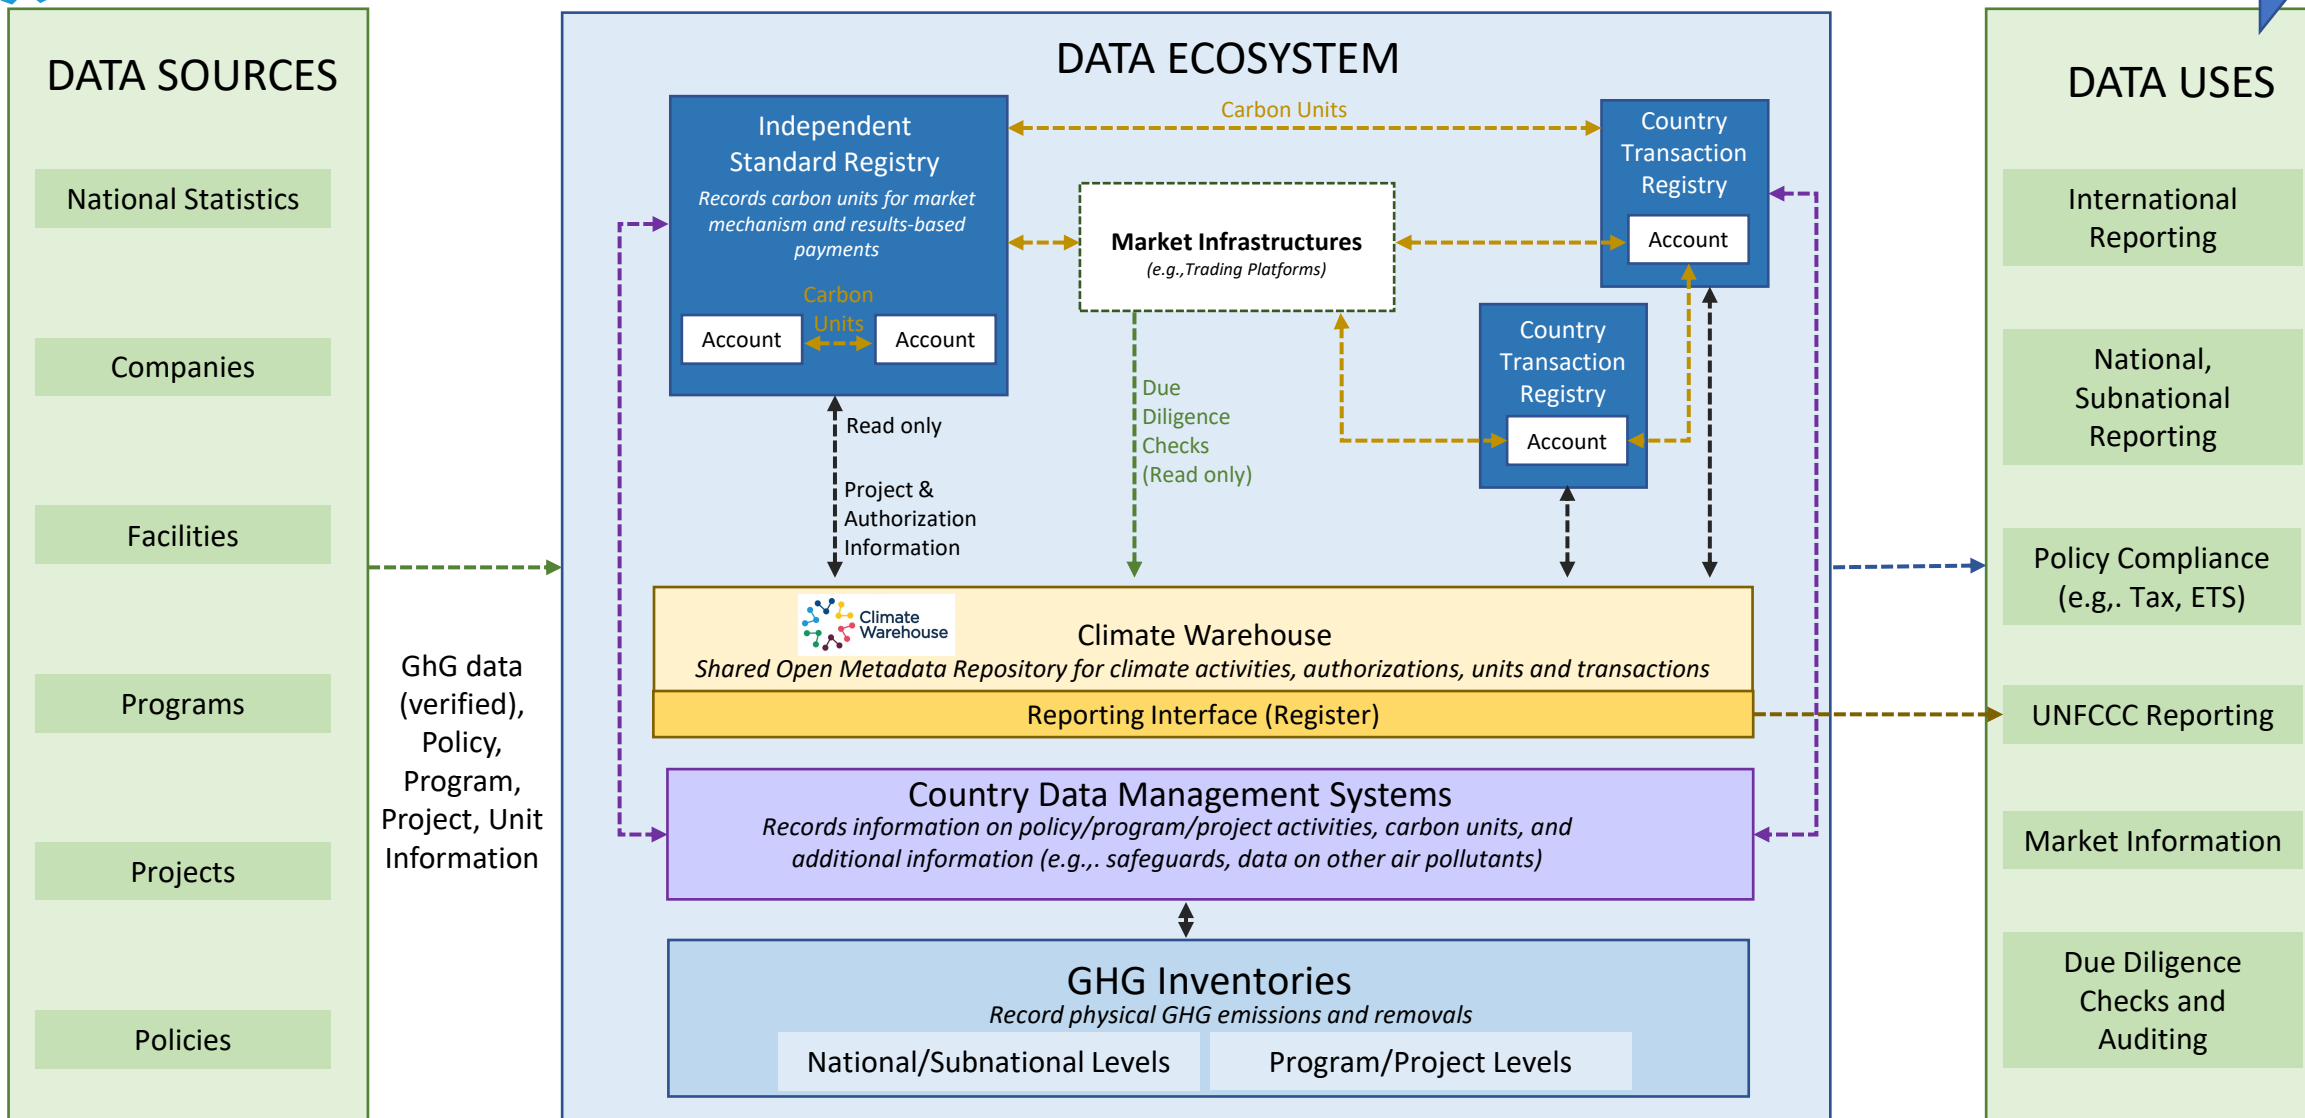 DATA SOURCES
National Statistics
Companies
Facilities
Programs
Projects
Policies
GhG data
(verified),
Policy,
Program,
Project, Unit
Information
DATA ECOSYSTEM
Independent
Standard Registry
Records carbon units for market
mechanism and results-based
payments
Carbon
Units
Account
Account
Carbon Units
Market Infrastructures
(e.g.,Trading Platforms)
Country
Transaction
Registry
Account
Country
Transaction
Registry
Account
Read only
Project &
Authorization
Information
Due
Diligence
Checks
(Read only)
Climate
Warehouse
Climate Warehouse
Shared Open Metadata Repository for climate activities, authorizations, units and transactions
Reporting Interface (Register)
Country Data Management Systems
Records information on policy/program/project activities, carbon units, and
additional information (e.g.,. safeguards, data on other air pollutants)
GHG Inventories
Record physical GHG emissions and removals
National/Subnational Levels
Program/Project Levels
DATA USES
International
Reporting
National,
Subnational
Reporting
Policy Compliance
(e.g,. Tax, ETS)
UNFCCC Reporting
Market Information
Due Diligence
Checks and
Auditing